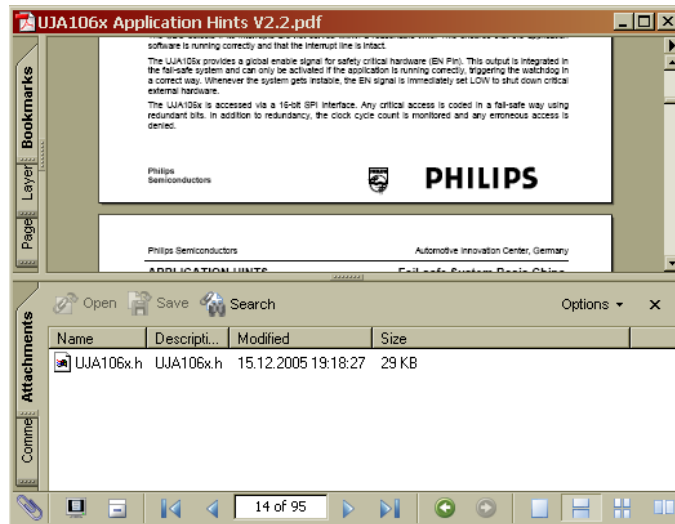 UJA106x Application Hints V2.2.pdf
software is running correctly and that the interrupt line is intact.
The UJA106x provides a global enable signal for safety critical hardware (EN Pin). This output is integrated in
the fail-safe system and can only be activated if the application is running correctly, triggering the watchdog in
a correct way. Whenever the system gets instable, the EN signal is immediately set LOW to shut down critical
external hardware.
The UJA106x is accessed via a 16-bit SPI interface. Any critical access is coded in a fail-safe way using
redundant bits. In addition to redundancy, the clock cycle count is monitored and any erroneous access is
denied.
Philips
Semiconductors
PHILIPS
Philips Semiconductors Automotive Innovation Center, Germany
APPLICATION HINTS Fail-safe System Basis Chips
Bookmarks
Layer
Page
Open Save Search Options
Name Descripti... Modified Size
UJA106x.h UJA106x.h 15.12.2005 19:18:27 29 KB
Attachments
Comme
14 of 95